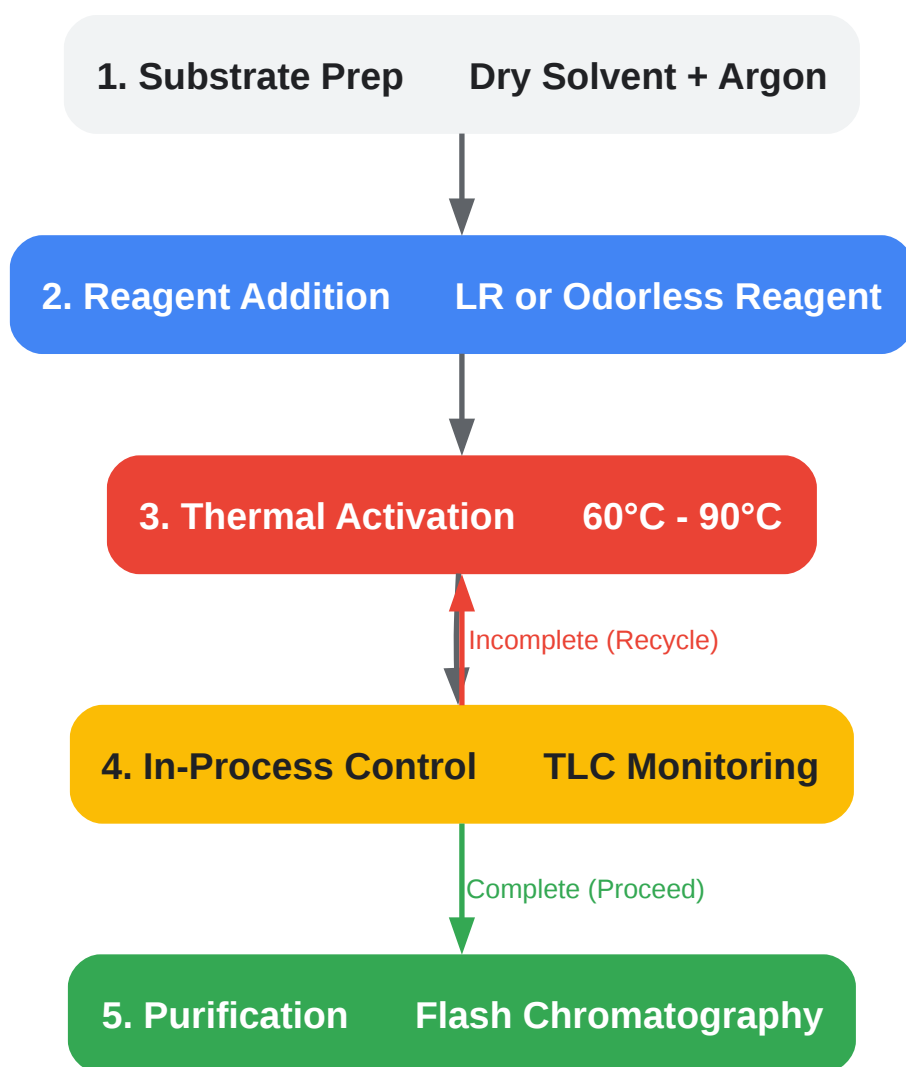 1. Substrate Prep Dry Solvent + Argon
2. Reagent Addition LR or Odorless Reagent
3. Thermal Activation 60°C - 90°C
Incomplete (Recycle)
4. In-Process Control TLC Monitoring
Complete (Proceed)
5. Purification Flash Chromatography